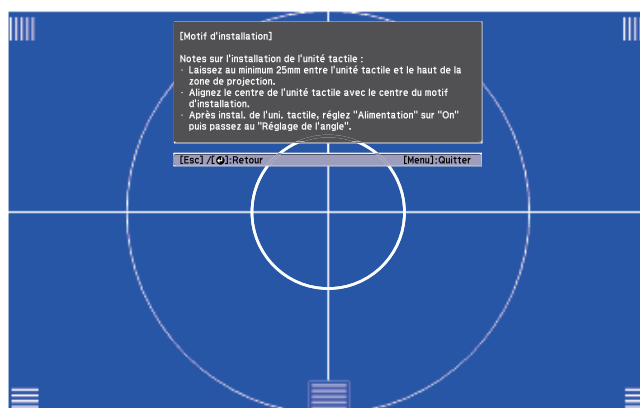 [Motif d'installation]
Notes sur l'installation de l'unité tactile :
· Laissez au minimum 25mm entre l'unité tactile et le haut de la
zone de projection.
· Alignez le centre de l'unité tactile avec le centre du motif
d'installation.
· Après instal. de l'uni. tactile, réglez "Alimentation" sur "On"
puis passez au "Réglage de l'angle".
[Esc] /[⏎]:Retour [Menu]:Quitter